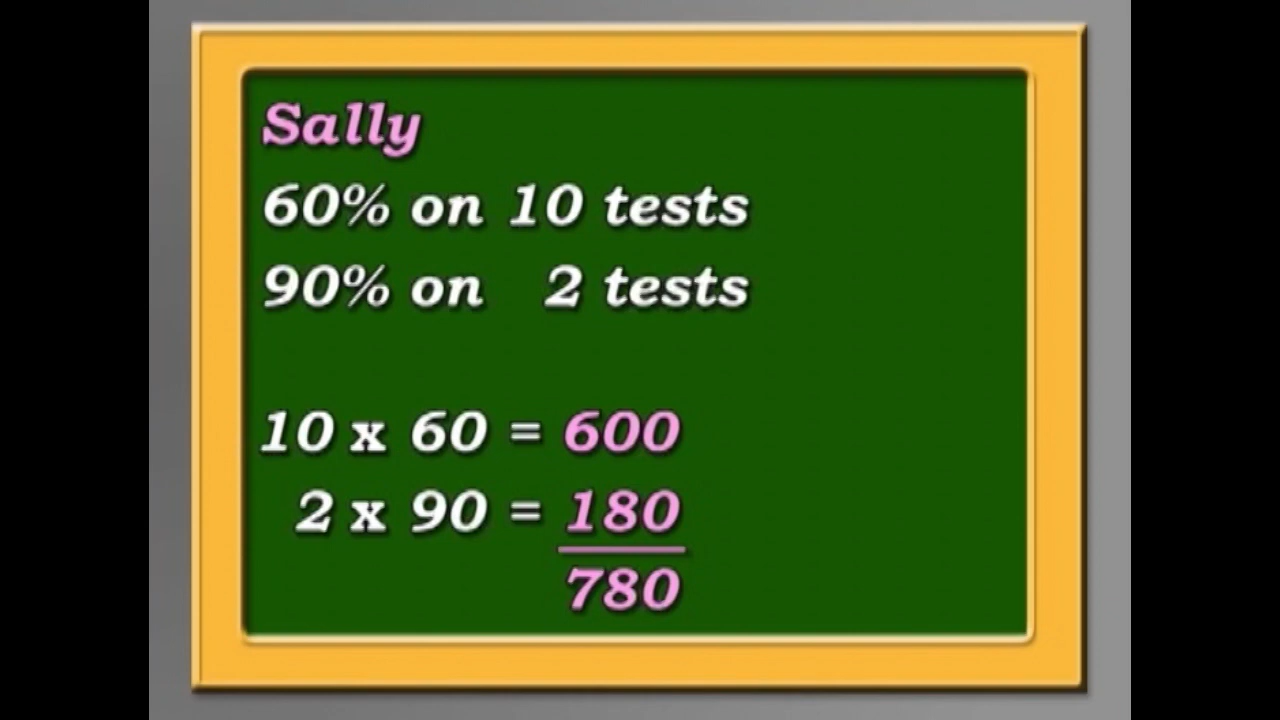 Sally
60% on 10 tests
90% on 2 tests
10 x 60 = 600
2 x 90 = 180
780